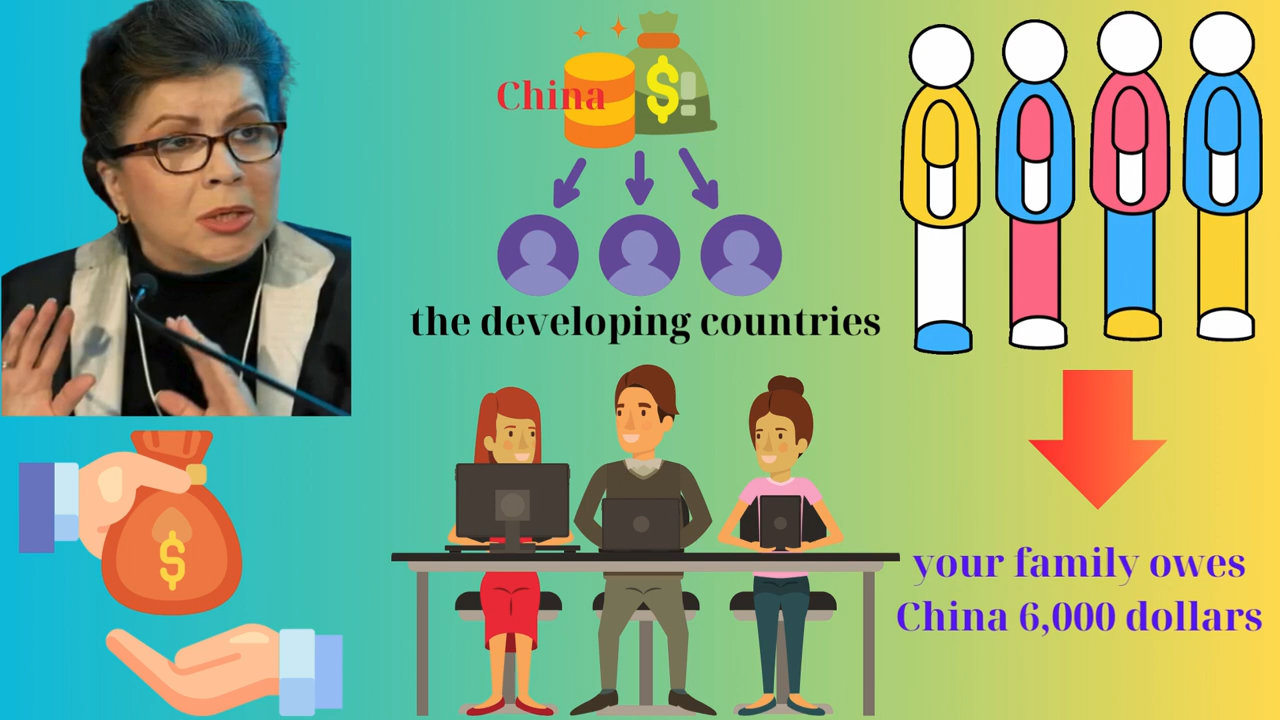 China
the developing countries
your family owes
China 6,000 dollars